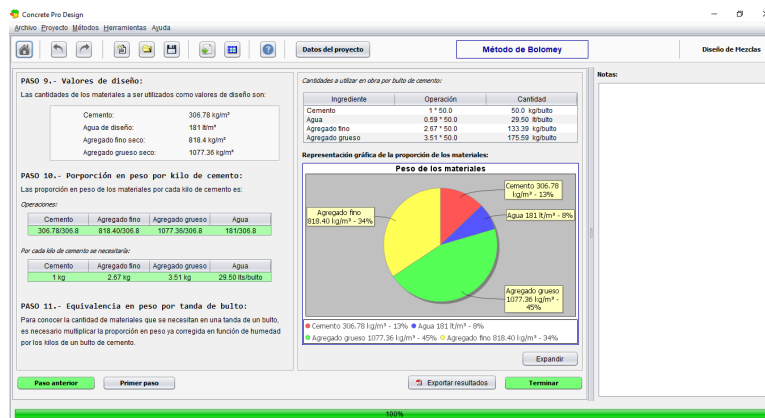 Concrete Pro Design
Archivo Proyecto Métodos Herramientas Ayuda
Datos del proyecto
Método de Bolomey
Diseño de Mezclas
PASO 9.- Valores de diseño:
Las cantidades de los materiales a ser utilizados como valores de diseño son:
Cemento: 306.78 kg/m³
Agua de diseño: 181 lt/m³
Agregado fino seco: 818.4 kg/m³
Agregado grueso seco: 1077.36 kg/m³
PASO 10.- Porporción en peso por kilo de cemento:
Las proporción en peso de los materiales por cada kilo de cemento es:
Operaciones:
Cemento Agregado fino Agregado grueso Agua
306.78/306.8 818.40/306.8 1077.36/306.8 181/306.8
Por cada kilo de cemento se necesitaría:
Cemento Agregado fino Agregado grueso Agua
1 kg 2.67 kg 3.51 kg 29.50 lts/bulto
PASO 11.- Equivalencia en peso por tanda de bulto:
Para conocer la cantidad de materiales que se necesitan en una tanda de un bulto,
es necesario multiplicar la proporción en peso ya corregida en función de humedad
por los kilos de un bulto de cemento.
Paso anterior
Primer paso
Cantidades a utilizar en obra por bulto de cemento:
Ingrediente Operación Cantidad
Cemento 1 * 50.0 50.0 kg/bulto
Agua 0.59 * 50.0 29.50 lt/bulto
Agregado fino 2.67 * 50.0 133.39 kg/bulto
Agregado grueso 3.51 * 50.0 175.59 kg/bulto
Representación gráfica de la proporción de los materiales:
Peso de los materiales
Cemento 306.78
kg/m³ - 13%
Agua 181 lt/m³ - 8%
Agregado fino
818.40 kg/m³ - 34%
Agregado grueso
1077.36 kg/m³ -
45%
Cemento 306.78 kg/m³ - 13% Agua 181 lt/m³ - 8%
Agregado grueso 1077.36 kg/m³ - 45% Agregado fino 818.40 kg/m³ - 34%
Expandir
Exportar resultados
Terminar
Notas:
100%